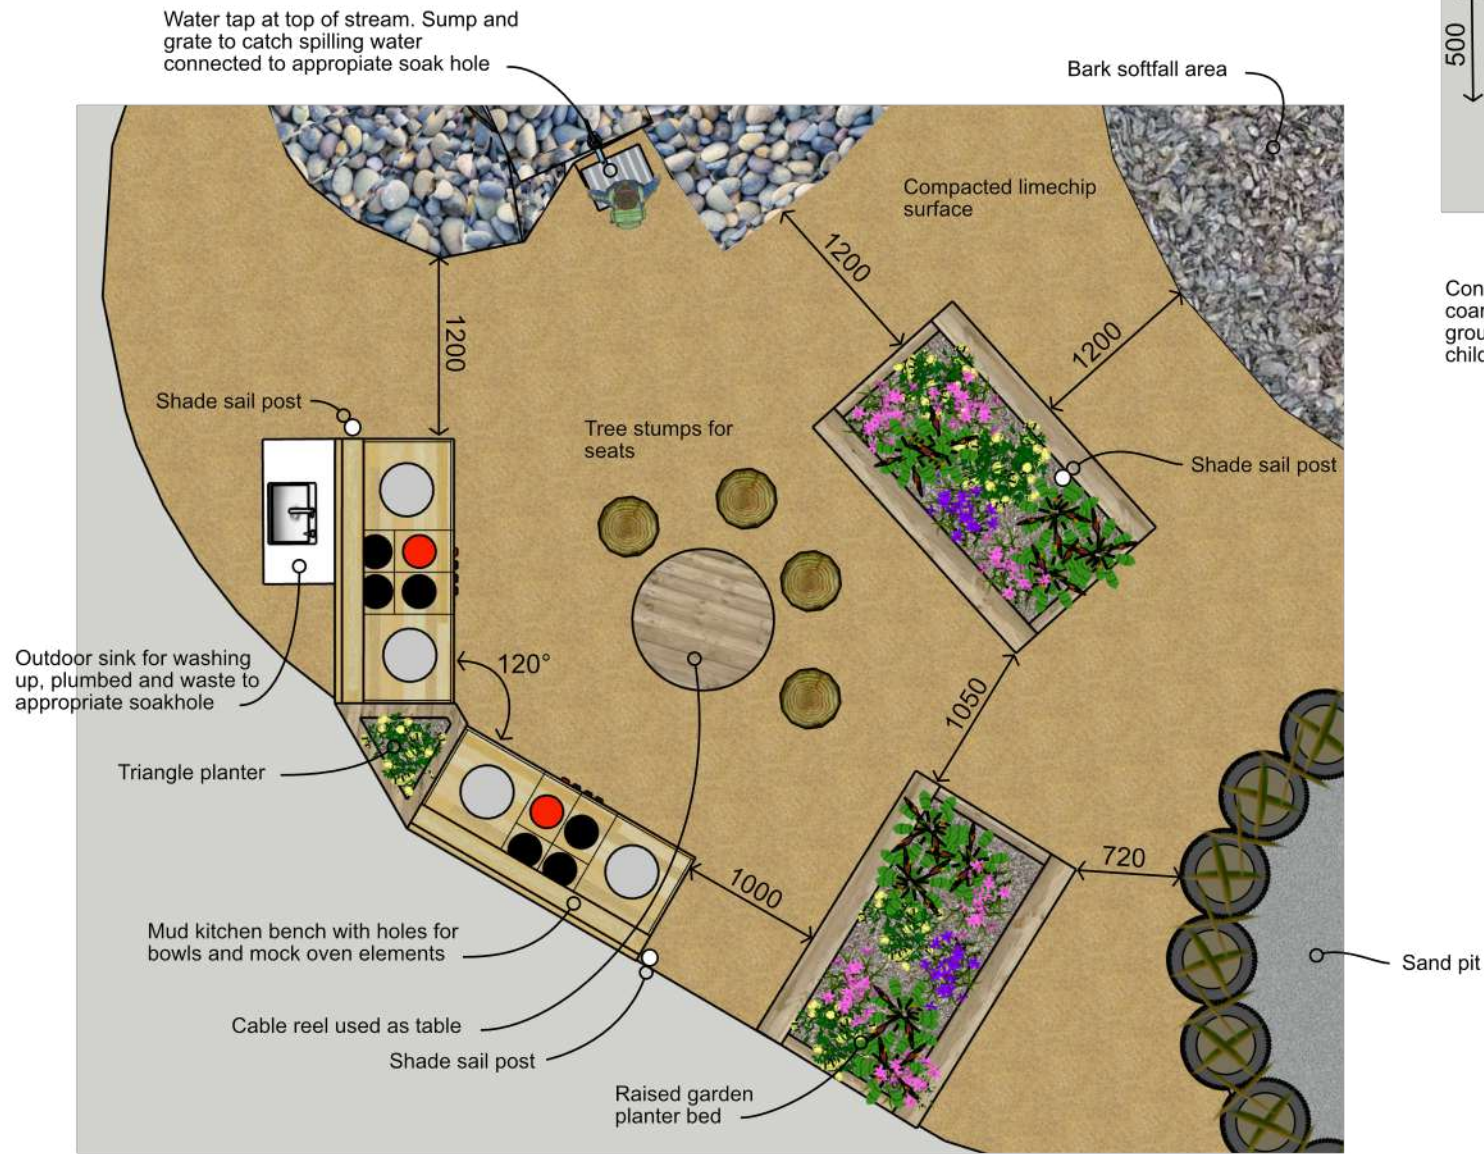 Water tap at top of stream. Sump and
grate to catch spilling water
connected to appropiate soak hole
Bark softfall area
500
Compacted limechip
surface
1200
1200
1200
Shade sail post
Tree stumps for
seats
Shade sail post
Outdoor sink for washing
up, plumbed and waste to
appropriate soakhole
120°
1050
Triangle planter
720
1000
Mud kitchen bench with holes for
bowls and mock oven elements
Sand pit
Cable reel used as table
Shade sail post
Raised garden
planter bed